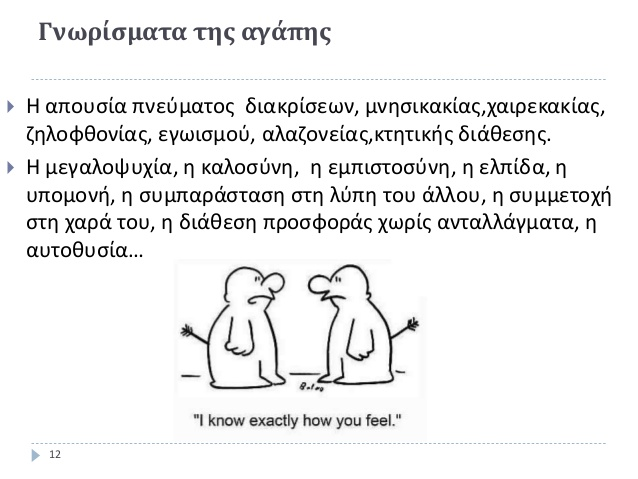 Γνωρίσματα της αγάπης
Η απουσία πνεύματος διακρίσεων, μνησικακίας,χαιρεκακίας,
ζηλοφθονίας, εγωισμού, αλαζονείας,κτητικής διάθεσης.
Η μεγαλοψυχία, η καλοσύνη, η εμπιστοσύνη, η ελπίδα, η
υπομονή, η συμπαράσταση στη λύπη του άλλου, η συμμετοχή
στη χαρά του, η διάθεση προσφοράς χωρίς ανταλλάγματα, η
αυτοθυσία…
"I know exactly how you feel."
12